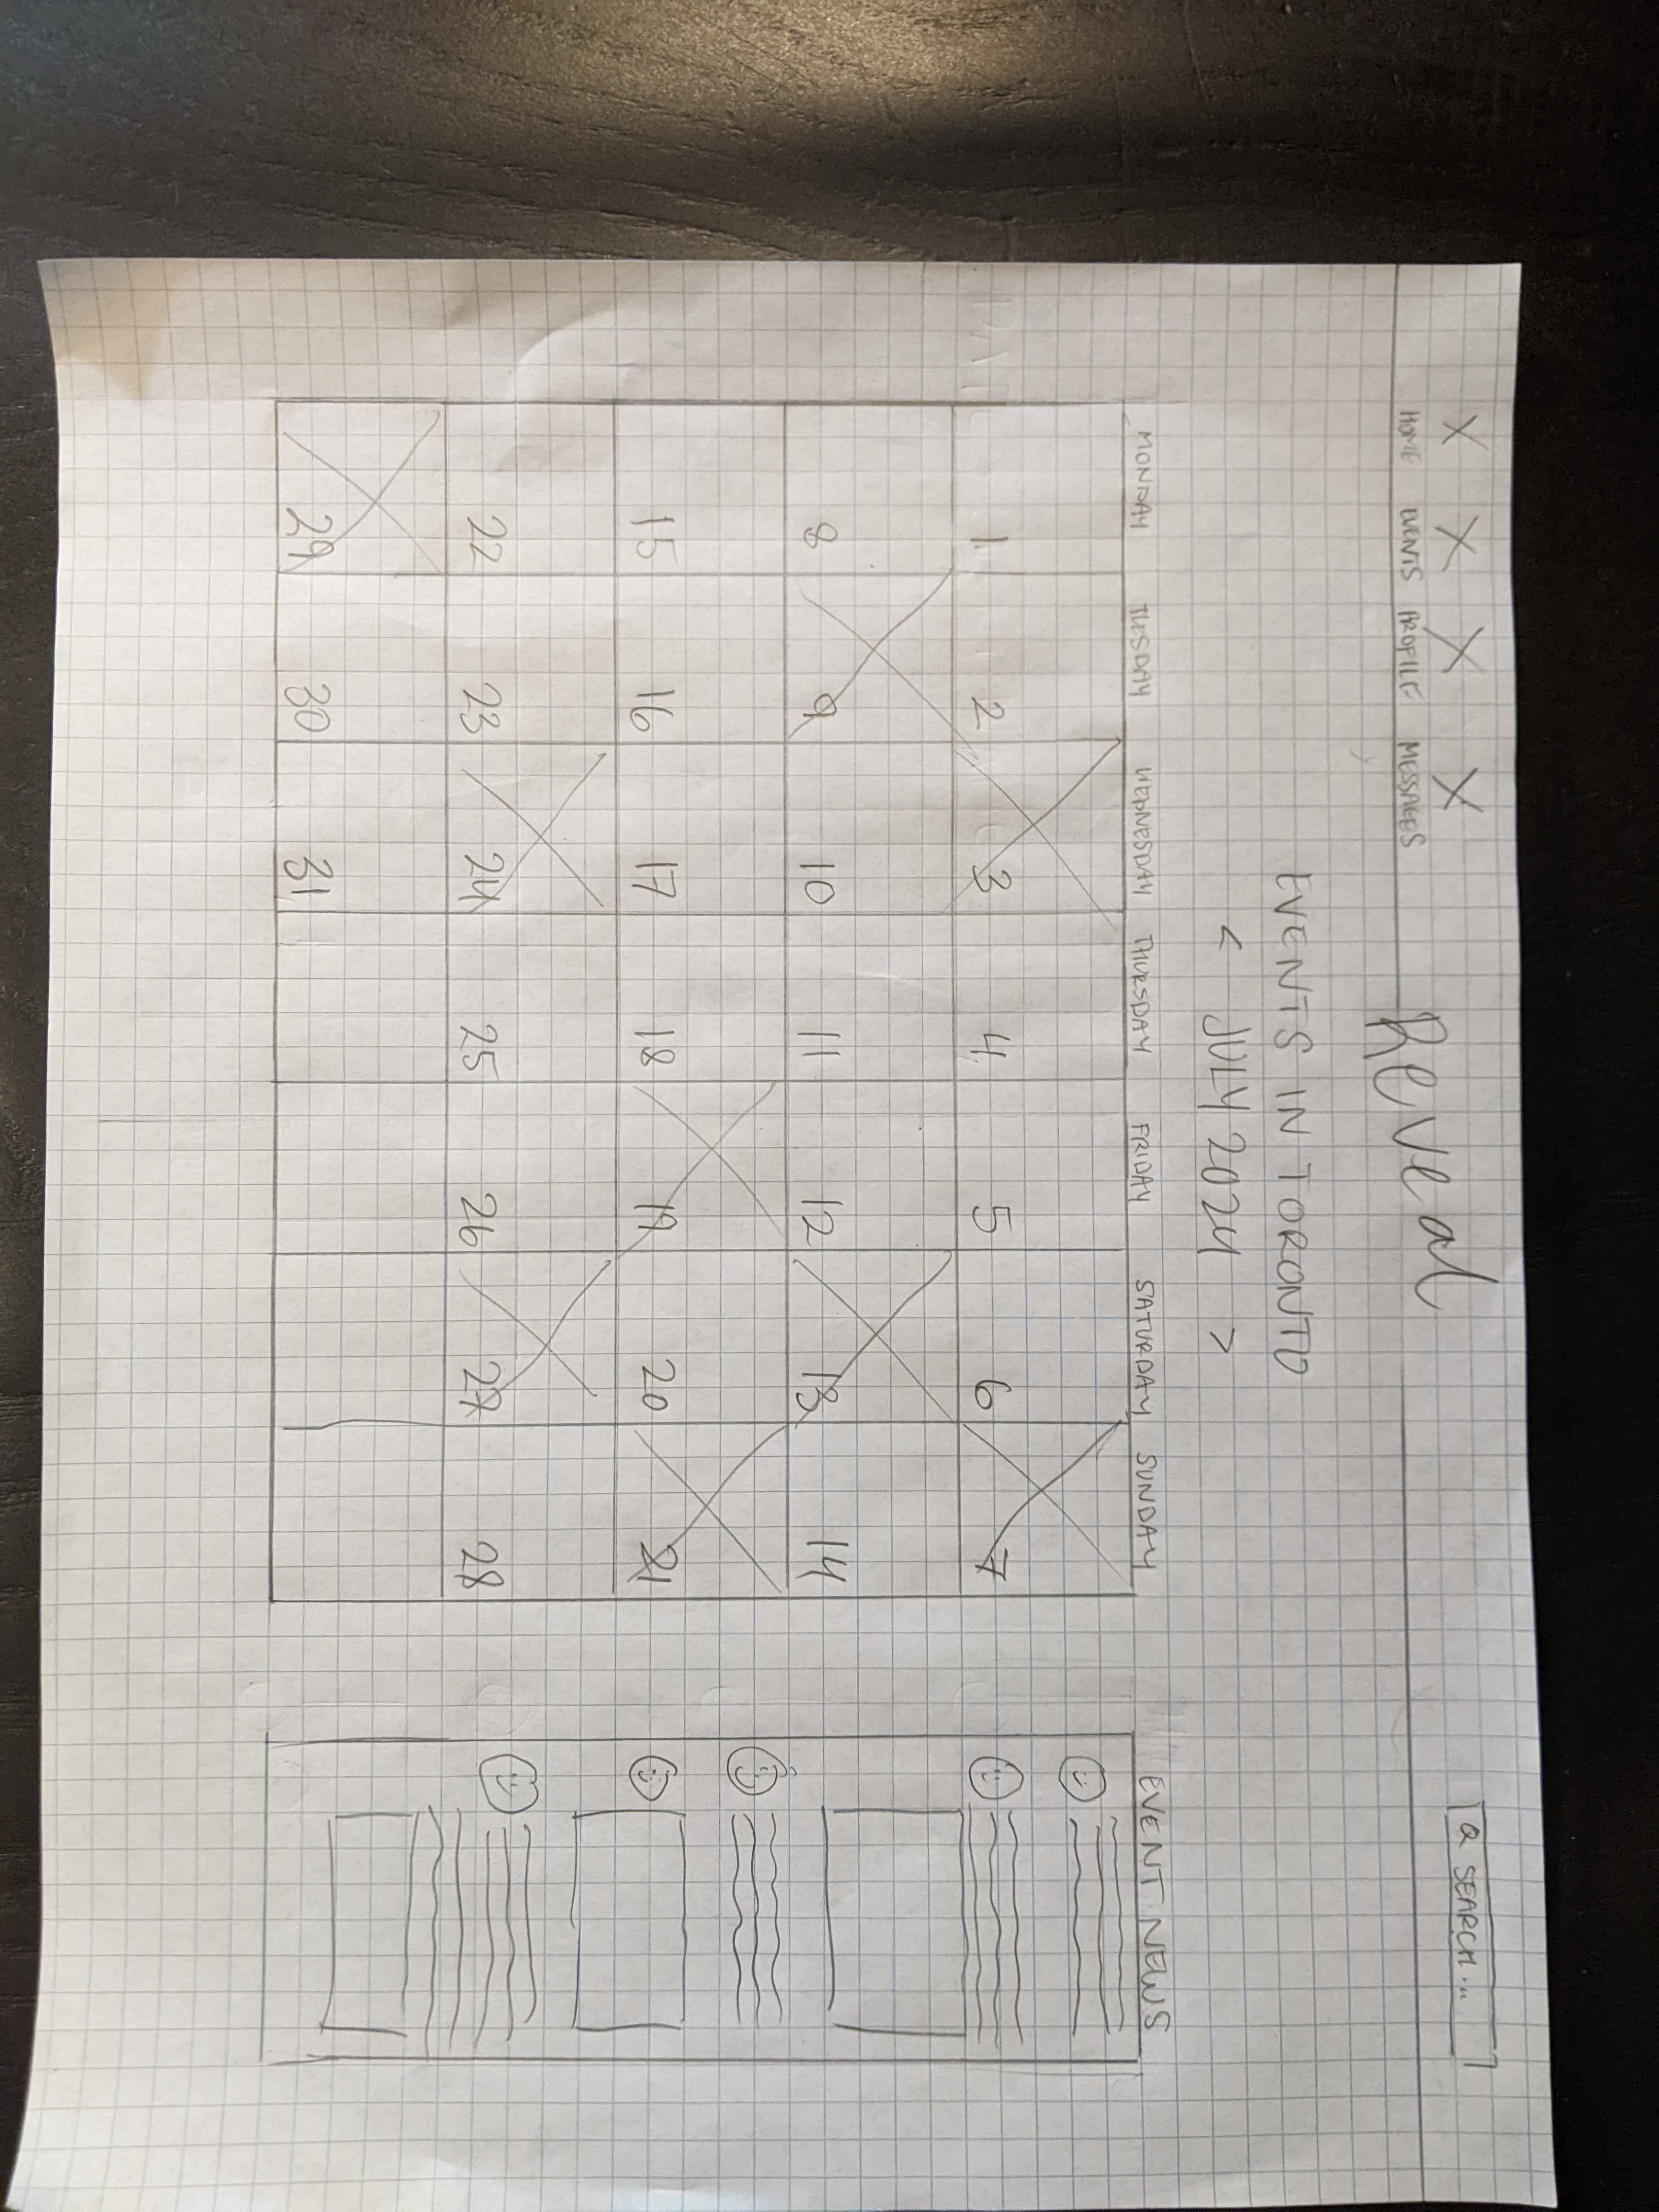 HOME EVENTS PROFILE MESSAGES
Reveal
Q SEARCH...
EVENTS IN TORONTO
< JULY 2024 >
MONDAY TUESDAY WEDNESDAY THURSDAY FRIDAY SATURDAY SUNDAY
1 2 3 4 5 6 7
8 9 10 11 12 13 14
15 16 17 18 19 20 21
22 23 24 25 26 27 28
29 30 31
EVENT NEWS